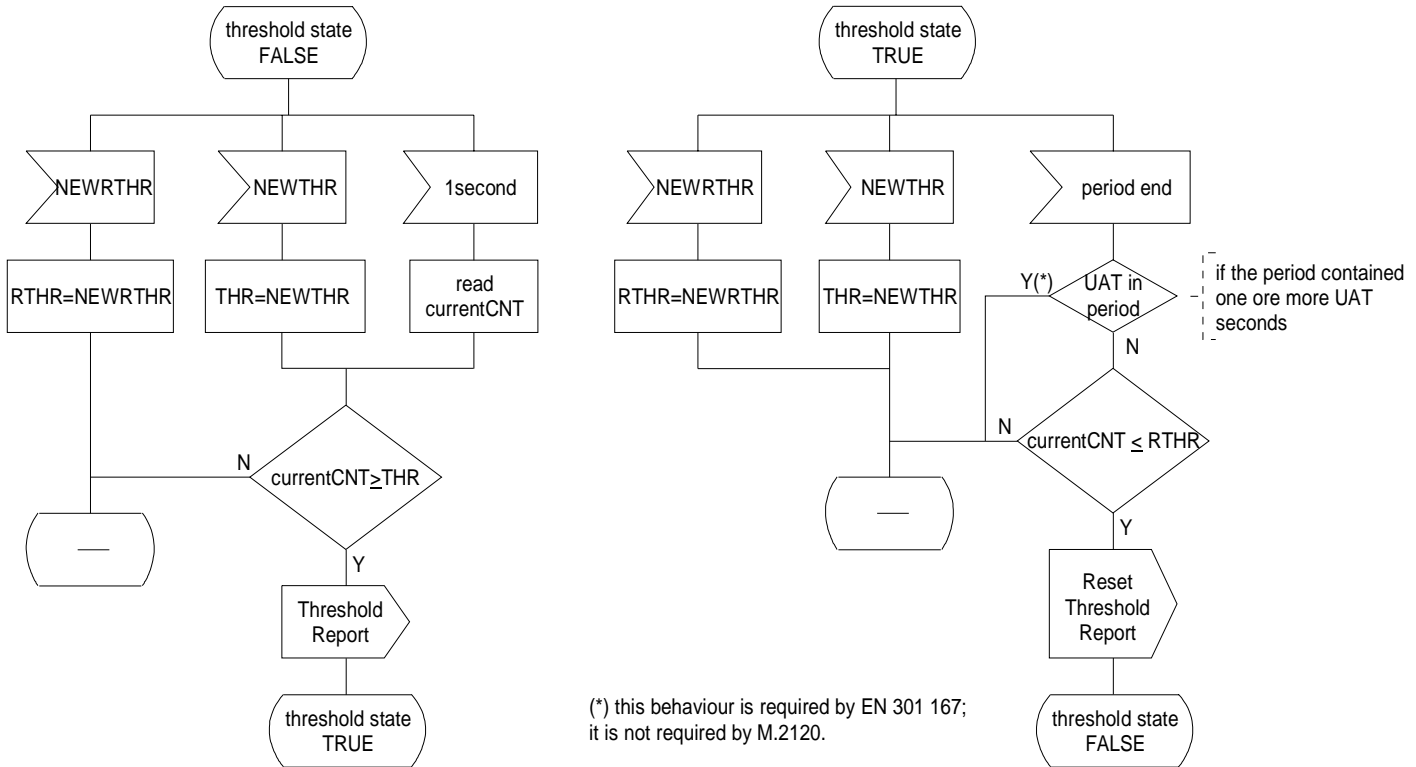 threshold state
FALSE
NEWRTHR
NEWTHR
1second
RTHR=NEWRTHR
THR=NEWTHR
read
currentCNT
N
currentCNT≥THR
Y
Threshold
Report
threshold state
TRUE
threshold state
TRUE
NEWRTHR
NEWTHR
period end
RTHR=NEWRTHR
THR=NEWTHR
Y(*)
UAT in
period
if the period contained
one ore more UAT
seconds
N
N
currentCNT ≤ RTHR
Y
Reset
Threshold
Report
threshold state
FALSE
(*) this behaviour is required by EN 301 167;
it is not required by M.2120.